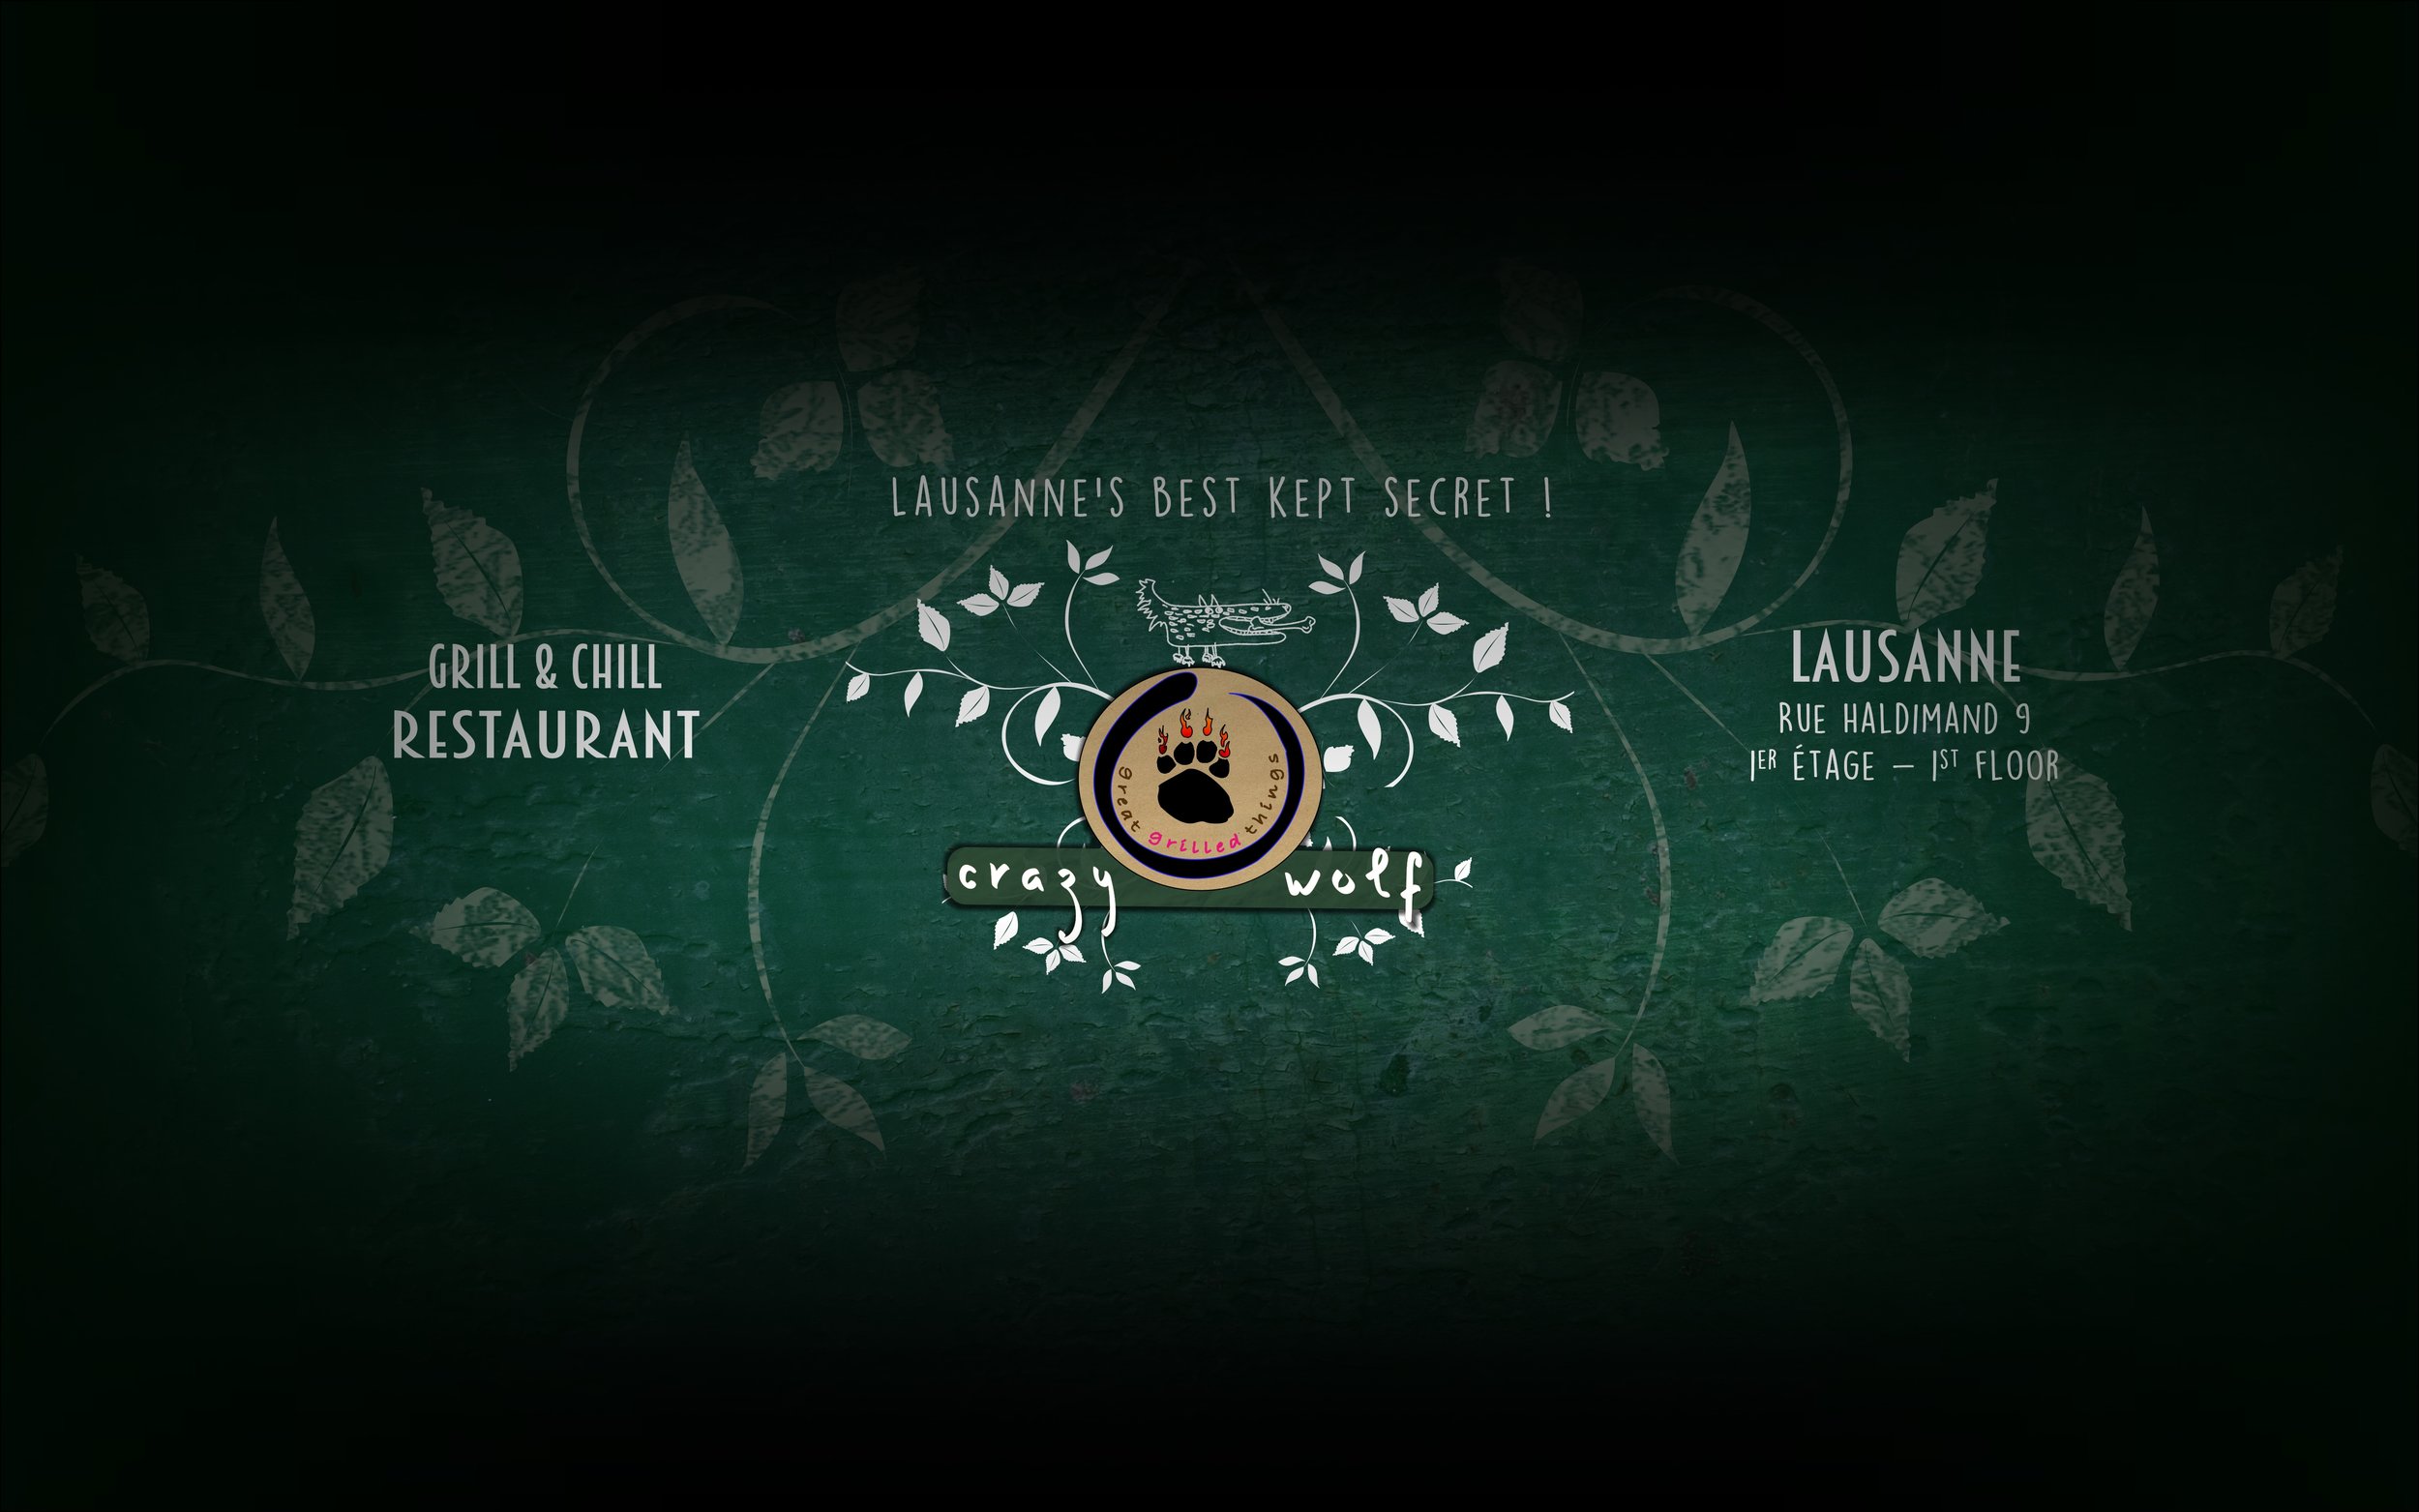 LAUSANNE'S BEST KEPT SECRET !
GRILL & CHILL
RESTAURANT
great grilled things
crazy wolf
LAUSANNE
RUE HALDIMAND 9
1ER ÉTAGE – 1ST FLOOR